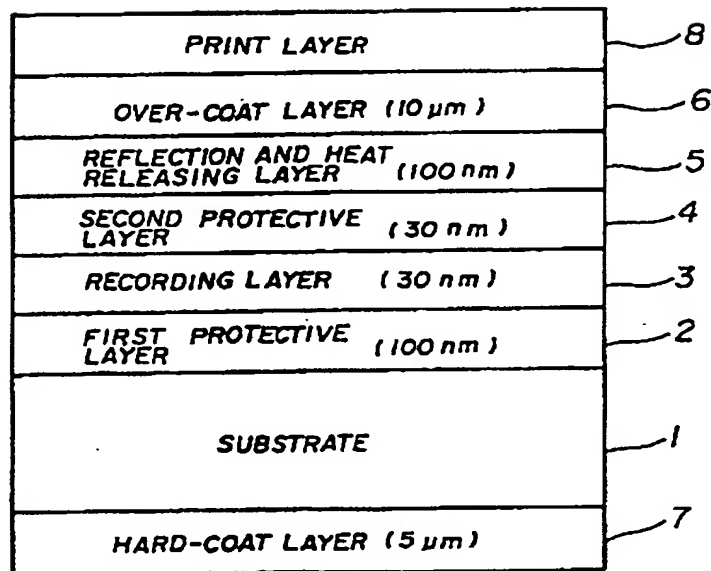 PRINT LAYER 8
OVER-COAT LAYER (10 μm) 6
REFLECTION AND HEAT
RELEASING LAYER (100 nm) 5
SECOND PROTECTIVE
LAYER (30 nm) 4
RECORDING LAYER (30 nm) 3
FIRST PROTECTIVE
LAYER (100 nm) 2
SUBSTRATE 1
HARD-COAT LAYER (5 μm) 7